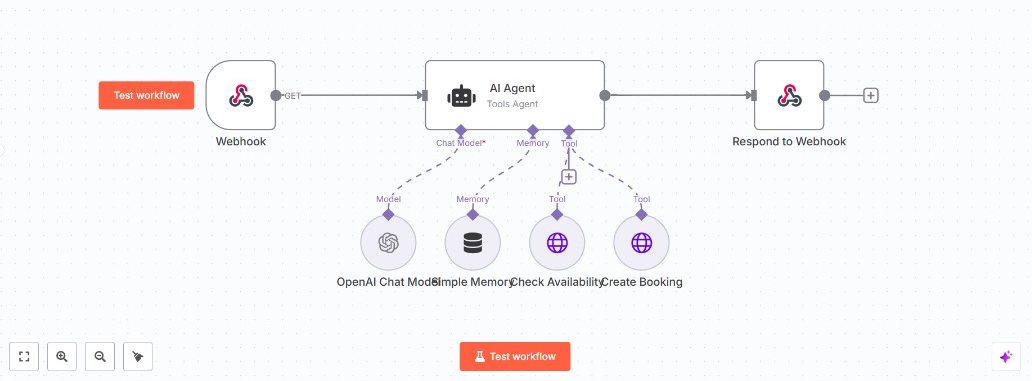 Test workflow
GET
AI Agent
Tools Agent
Webhook
Respond to Webhook
Chat Model*
Memory
Tool
Model
Memory
Tool
Tool
OpenAI Chat Model
Simple Memory
Check Availability
Create Booking
Test workflow